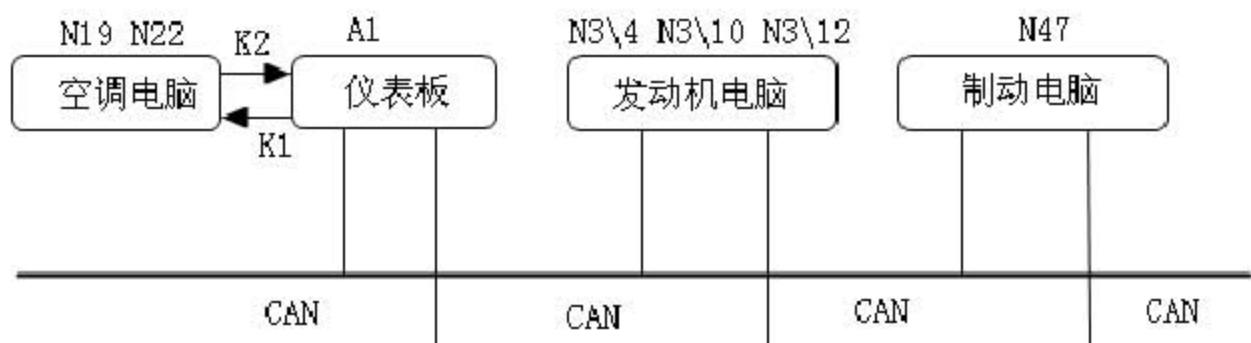 N19 N22
K2
A1
N3\4 N3\10 N3\12
N47
空调电脑
仪表板
发动机电脑
制动电脑
K1
CAN
CAN
CAN
CAN